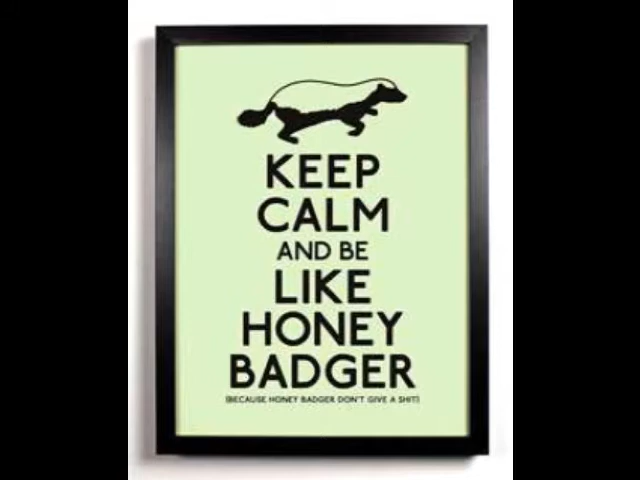 KEEP
CALM
AND BE
LIKE
HONEY
BADGER
(BECAUSE HONEY BADGER DON'T GIVE A SHIT)